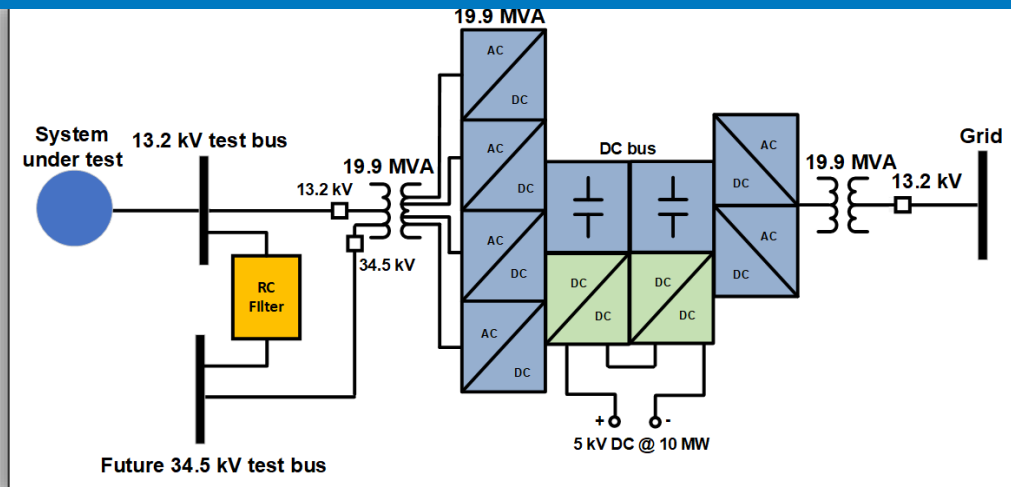 19.9 MVA
AC
DC
AC
DC
AC
DC
AC
DC
System
under test
13.2 kV test bus
13.2 kV
19.9 MVA
34.5 kV
RC
Filter
Future 34.5 kV test bus
DC bus
DC
DC
DC
DC
+
-
5 kV DC @ 10 MW
AC
DC
AC
DC
19.9 MVA
13.2 kV
Grid